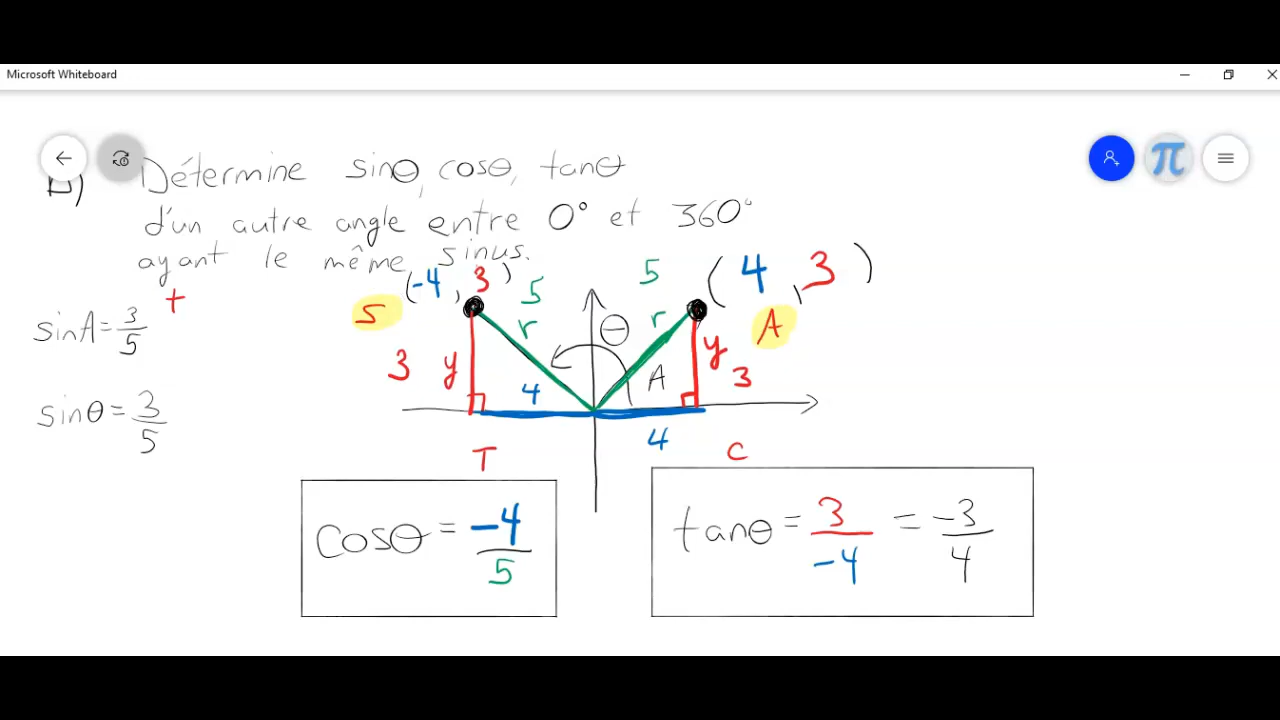 Microsoft Whiteboard
b) Détermine sinθ, cosθ, tanθ
d'un autre angle entre 0° et 360°
ayant le même sinus.
+
(-4, 3)
5
5
(4, 3)
S
A
sinA = 3/5
r
θ
r
3
y
y
3
4
A
sinθ = 3/5
4
T
C
cosθ = -4/5
tanθ = 3/-4 = -3/4
π